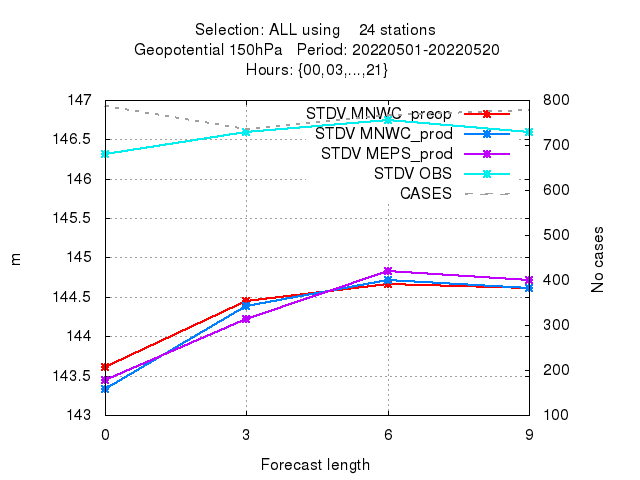 Selection: ALL using    24 stations
Geopotential 150hPa   Period: 20220501-20220520
Hours: {00,03,...,21}
STDV MNWC_preop
STDV MNWC_prod
STDV MEPS_prod
STDV OBS
CASES
147
146.5
146
145.5
145
144.5
144
143.5
143
m
800
700
600
500
400
300
200
100
No cases
0 3 6 9
Forecast length